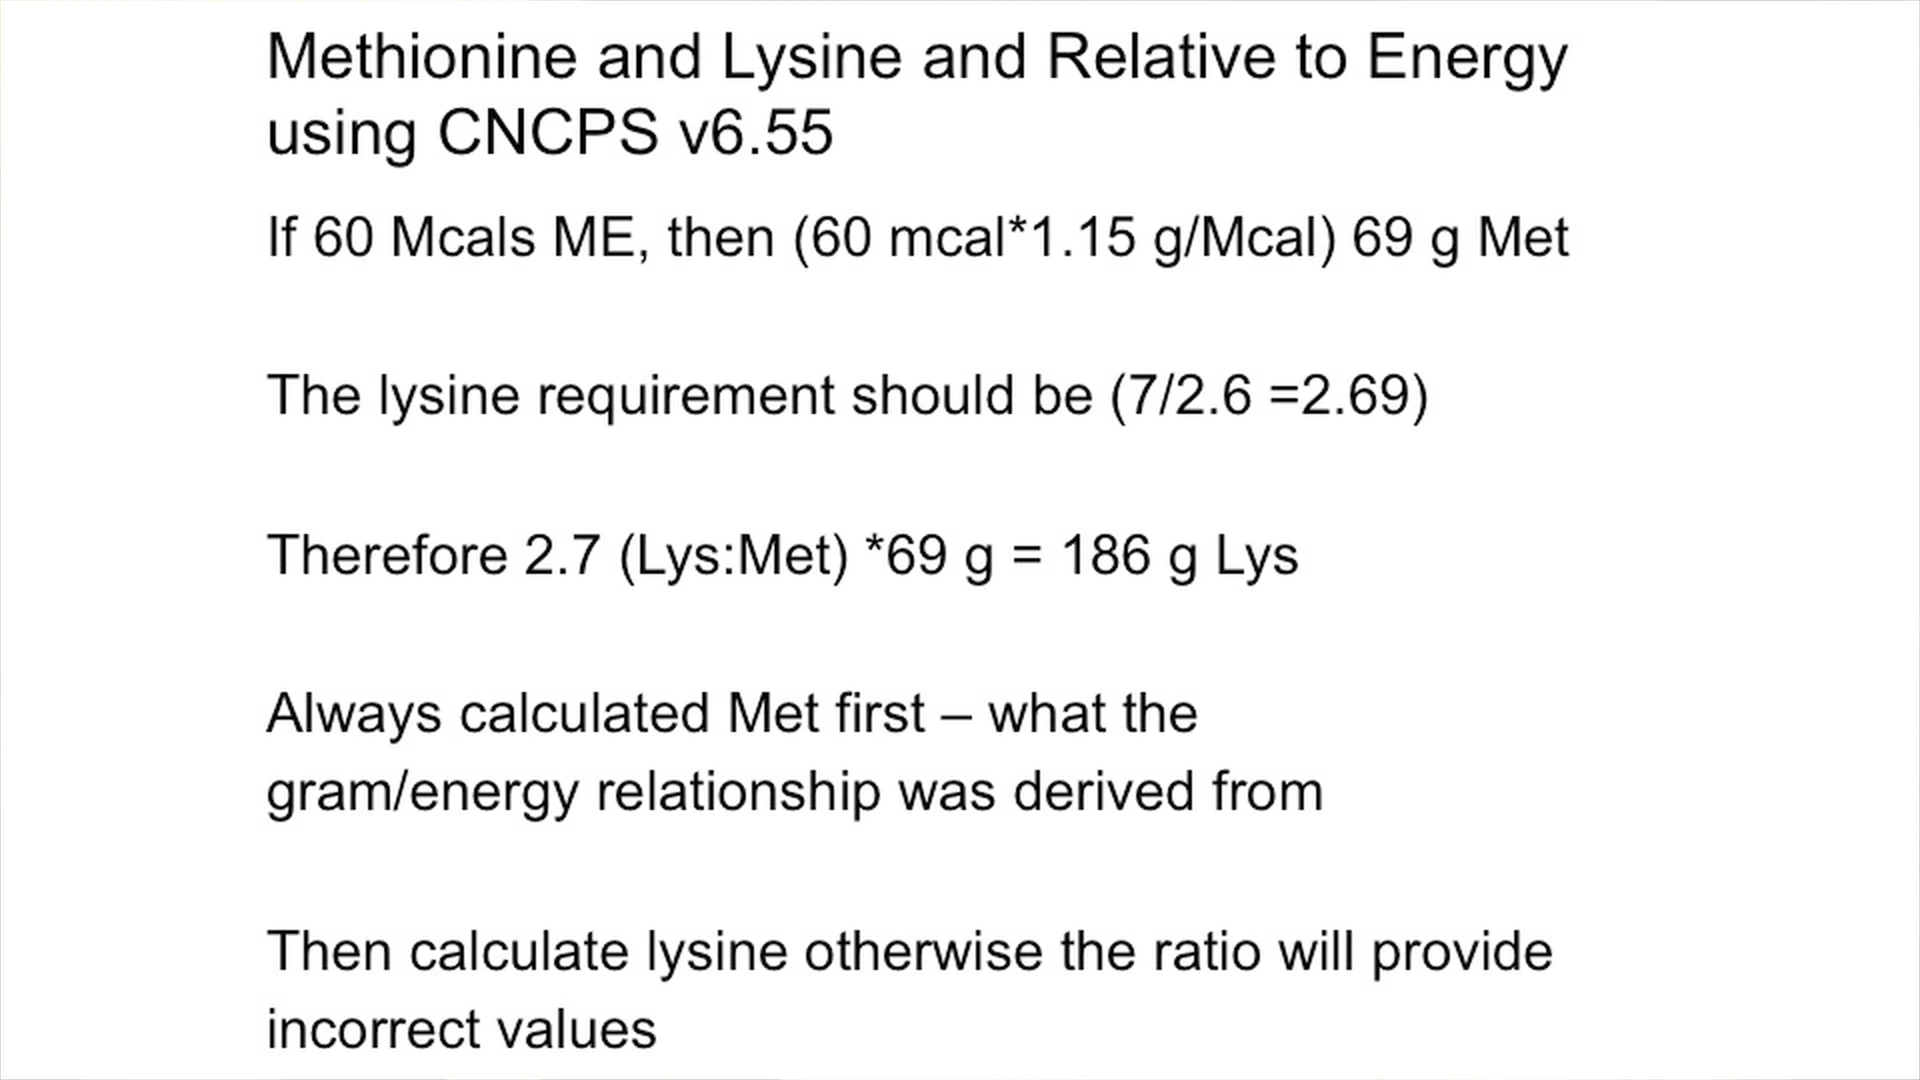 Methionine and Lysine and Relative to Energy
using CNCPS v6.55
If 60 Mcals ME, then (60 mcal*1.15 g/Mcal) 69 g Met
The lysine requirement should be (7/2.6 =2.69)
Therefore 2.7 (Lys:Met) *69 g = 186 g Lys
Always calculated Met first – what the
gram/energy relationship was derived from
Then calculate lysine otherwise the ratio will provide
incorrect values